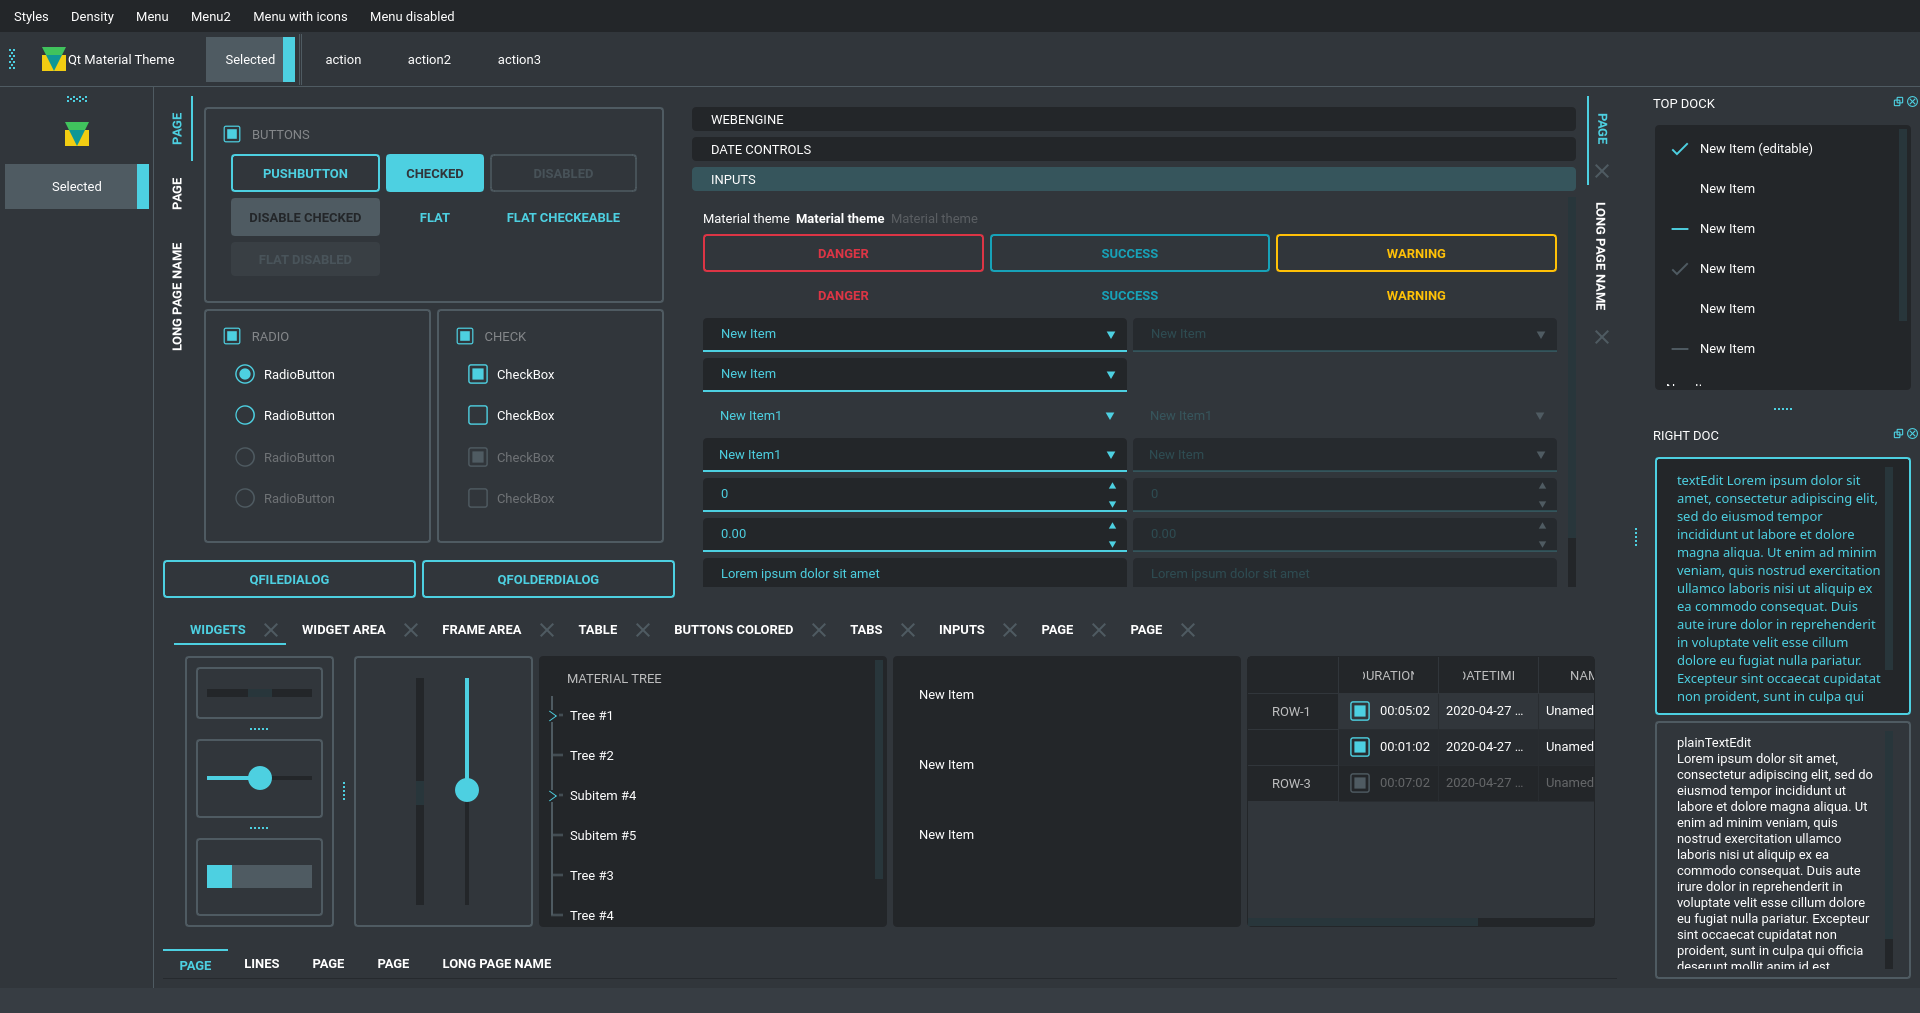 Styles Density Menu Menu2 Menu with icons Menu disabled
Qt Material Theme Selected action action2 action3
Selected
PAGE
PAGE
LONG PAGE NAME
BUTTONS
PUSHBUTTON CHECKED DISABLED
DISABLE CHECKED FLAT FLAT CHECKEABLE
FLAT DISABLED
RADIO
RadioButton
RadioButton
RadioButton
RadioButton
CHECK
CheckBox
CheckBox
CheckBox
CheckBox
QFILEDIALOG QFOLDERDIALOG
WEBENGINE
DATE CONTROLS
INPUTS
Material theme Material theme Material theme
DANGER SUCCESS WARNING
DANGER SUCCESS WARNING
New Item New Item
New Item
New Item1 New Item1
New Item1 New Item
0 0
0.00 0.00
Lorem ipsum dolor sit amet Lorem ipsum dolor sit amet
PAGE
LONG PAGE NAME
WIDGETS WIDGET AREA FRAME AREA TABLE BUTTONS COLORED TABS INPUTS PAGE PAGE
MATERIAL TREE
Tree #1
Tree #2
Subitem #4
Subitem #5
Tree #3
Tree #4
New Item
New Item
New Item
URATION ATETIMI NAM
ROW-1 00:05:02 2020-04-27 ... Unamed
00:01:02 2020-04-27 ... Unamed
ROW-3 00:07:02 2020-04-27 ... Unamed
PAGE LINES PAGE PAGE LONG PAGE NAME
TOP DOCK
New Item (editable)
New Item
New Item
New Item
New Item
New Item
RIGHT DOC
textEdit Lorem ipsum dolor sit
amet, consectetur adipiscing elit,
sed do eiusmod tempor
incididunt ut labore et dolore
magna aliqua. Ut enim ad minim
veniam, quis nostrud exercitation
ullamco laboris nisi ut aliquip ex
ea commodo consequat. Duis
aute irure dolor in reprehenderit
in voluptate velit esse cillum
dolore eu fugiat nulla pariatur.
Excepteur sint occaecat cupidatat
non proident, sunt in culpa qui
plainTextEdit
Lorem ipsum dolor sit amet,
consectetur adipiscing elit, sed do
eiusmod tempor incididunt ut
labore et dolore magna aliqua. Ut
enim ad minim veniam, quis
nostrud exercitation ullamco
laboris nisi ut aliquip ex ea
commodo consequat. Duis aute
irure dolor in reprehenderit in
voluptate velit esse cillum dolore
eu fugiat nulla pariatur. Excepteur
sint occaecat cupidatat non
proident, sunt in culpa qui officia
deserunt mollit anim id est